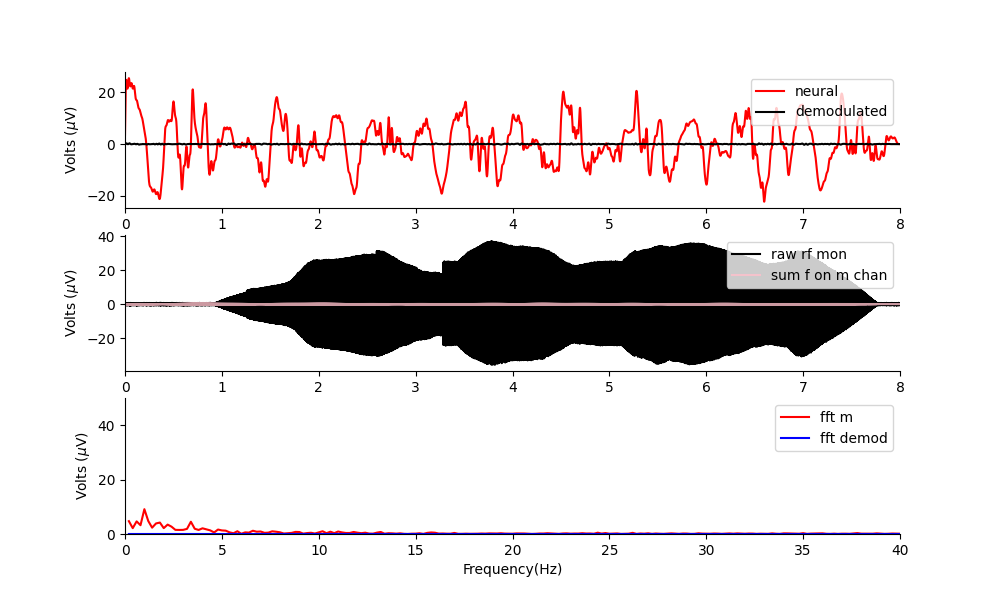 Volts (µV)
20
0
−20
neural
demodulated
0 1 2 3 4 5 6 7 8
Volts (µV)
40
20
0
−20
raw rf mon
sum f on m chan
0 1 2 3 4 5 6 7 8
Volts (µV)
40
20
0
fft m
fft demod
0 5 10 15 20 25 30 35 40
Frequency(Hz)